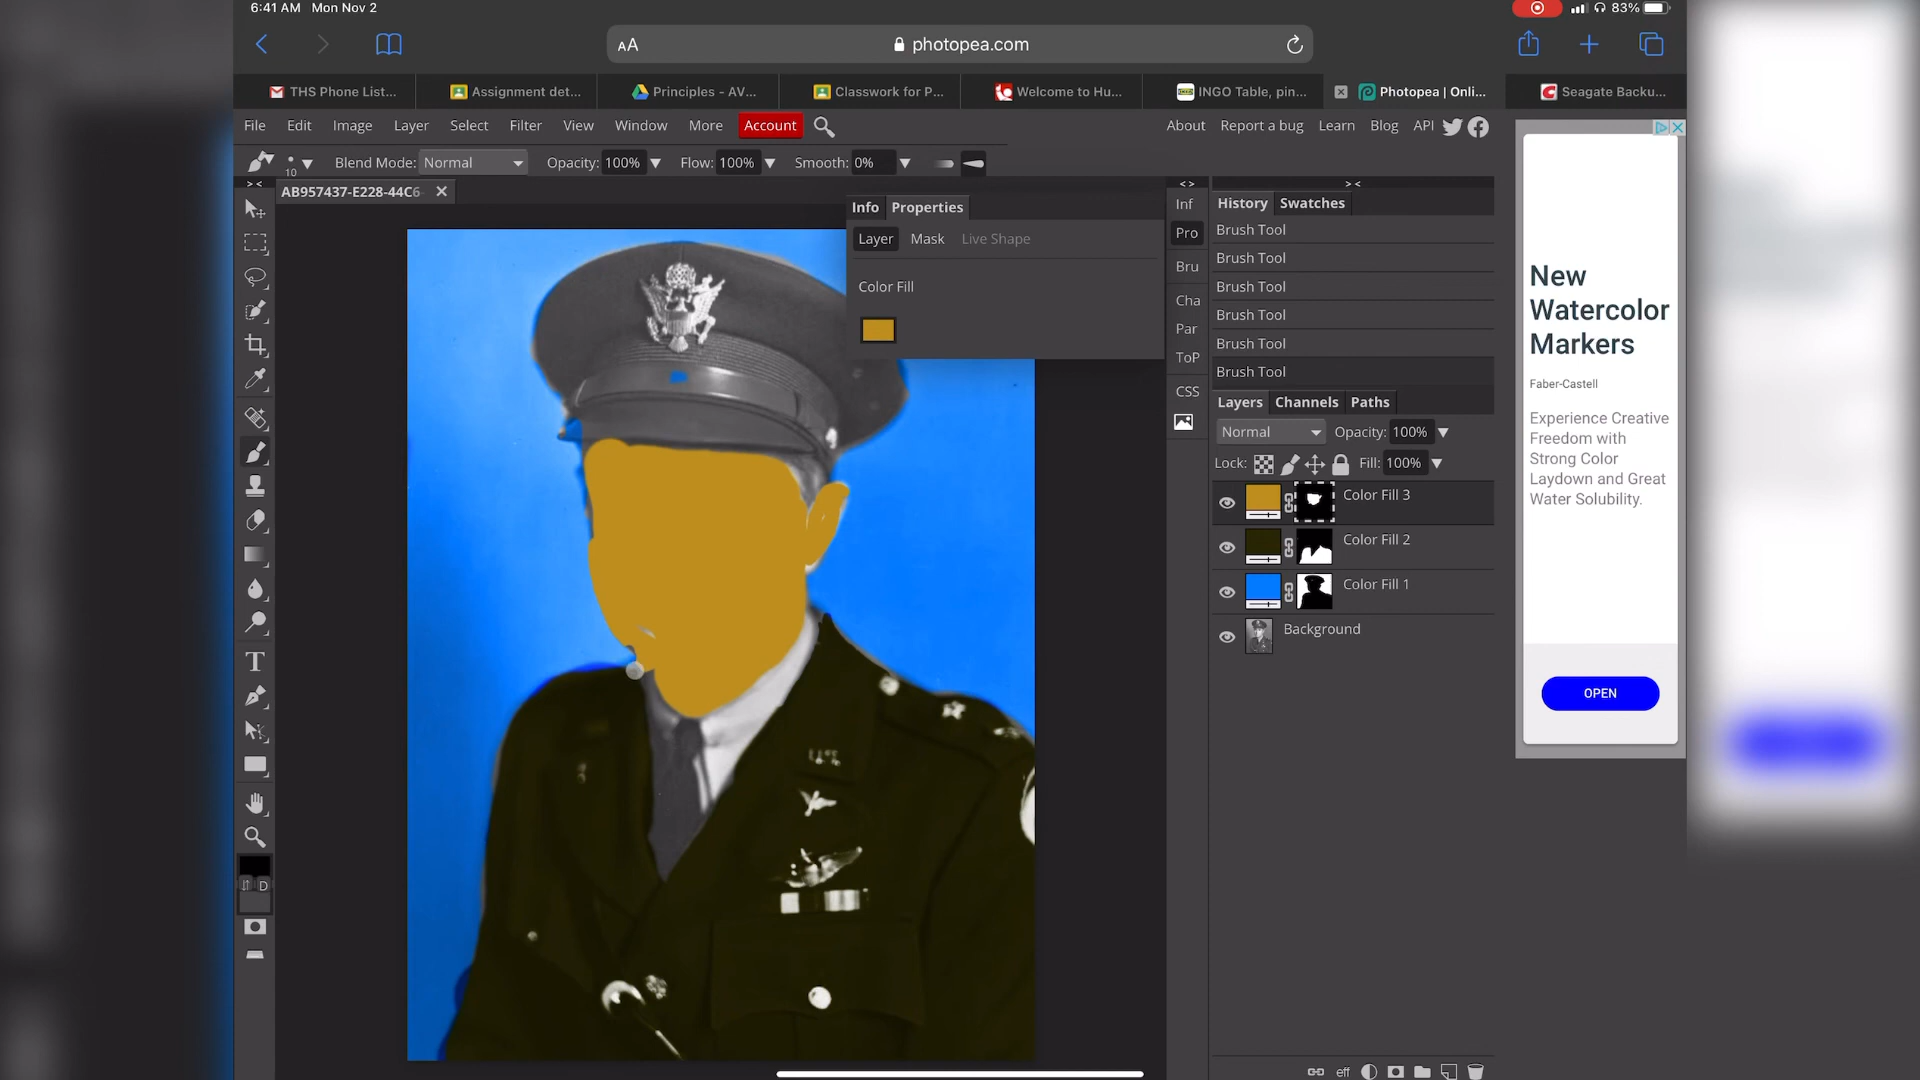 6:41 AM Mon Nov 2
83%
AA
photopea.com
THS Phone List...
Assignment det...
Principles - AV...
Classwork for P...
Welcome to Hu...
INGO Table, pin...
Photopea | Onli...
Seagate Backu...
File Edit Image Layer Select Filter View Window More Account
About Report a bug Learn Blog API
10
Blend Mode: Normal Opacity: 100% Flow: 100% Smooth: 0%
> <
AB957437-E228-44C6-
Info Properties
Layer Mask Live Shape
Color Fill
< >
Inf
Pro
Bru
Cha
Par
ToP
CSS
> <
History Swatches
Brush Tool
Brush Tool
Brush Tool
Brush Tool
Brush Tool
Brush Tool
Layers Channels Paths
Normal Opacity: 100%
Lock: Fill: 100%
Color Fill 3
Color Fill 2
Color Fill 1
Background
D
eff
New
Watercolor
Markers
Faber-Castell
Experience Creative
Freedom with
Strong Color
Laydown and Great
Water Solubility.
OPEN